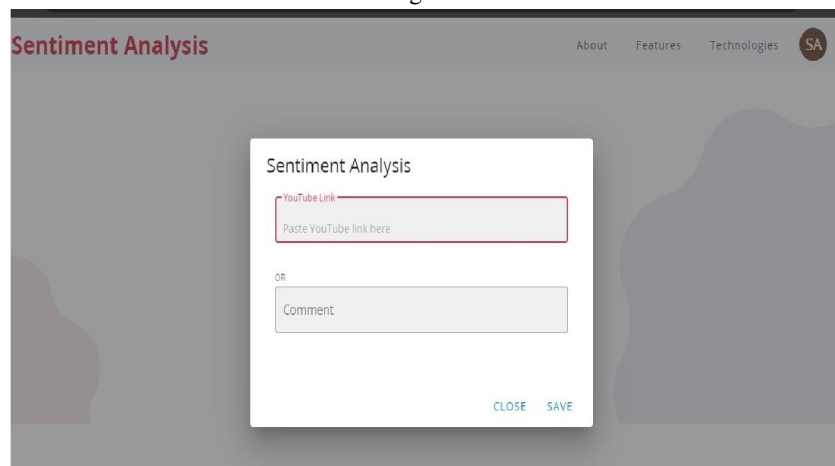 Sentiment Analysis
About Features Technologies SA
Sentiment Analysis
YouTube Link
Paste YouTube link here
OR
Comment
CLOSE SAVE